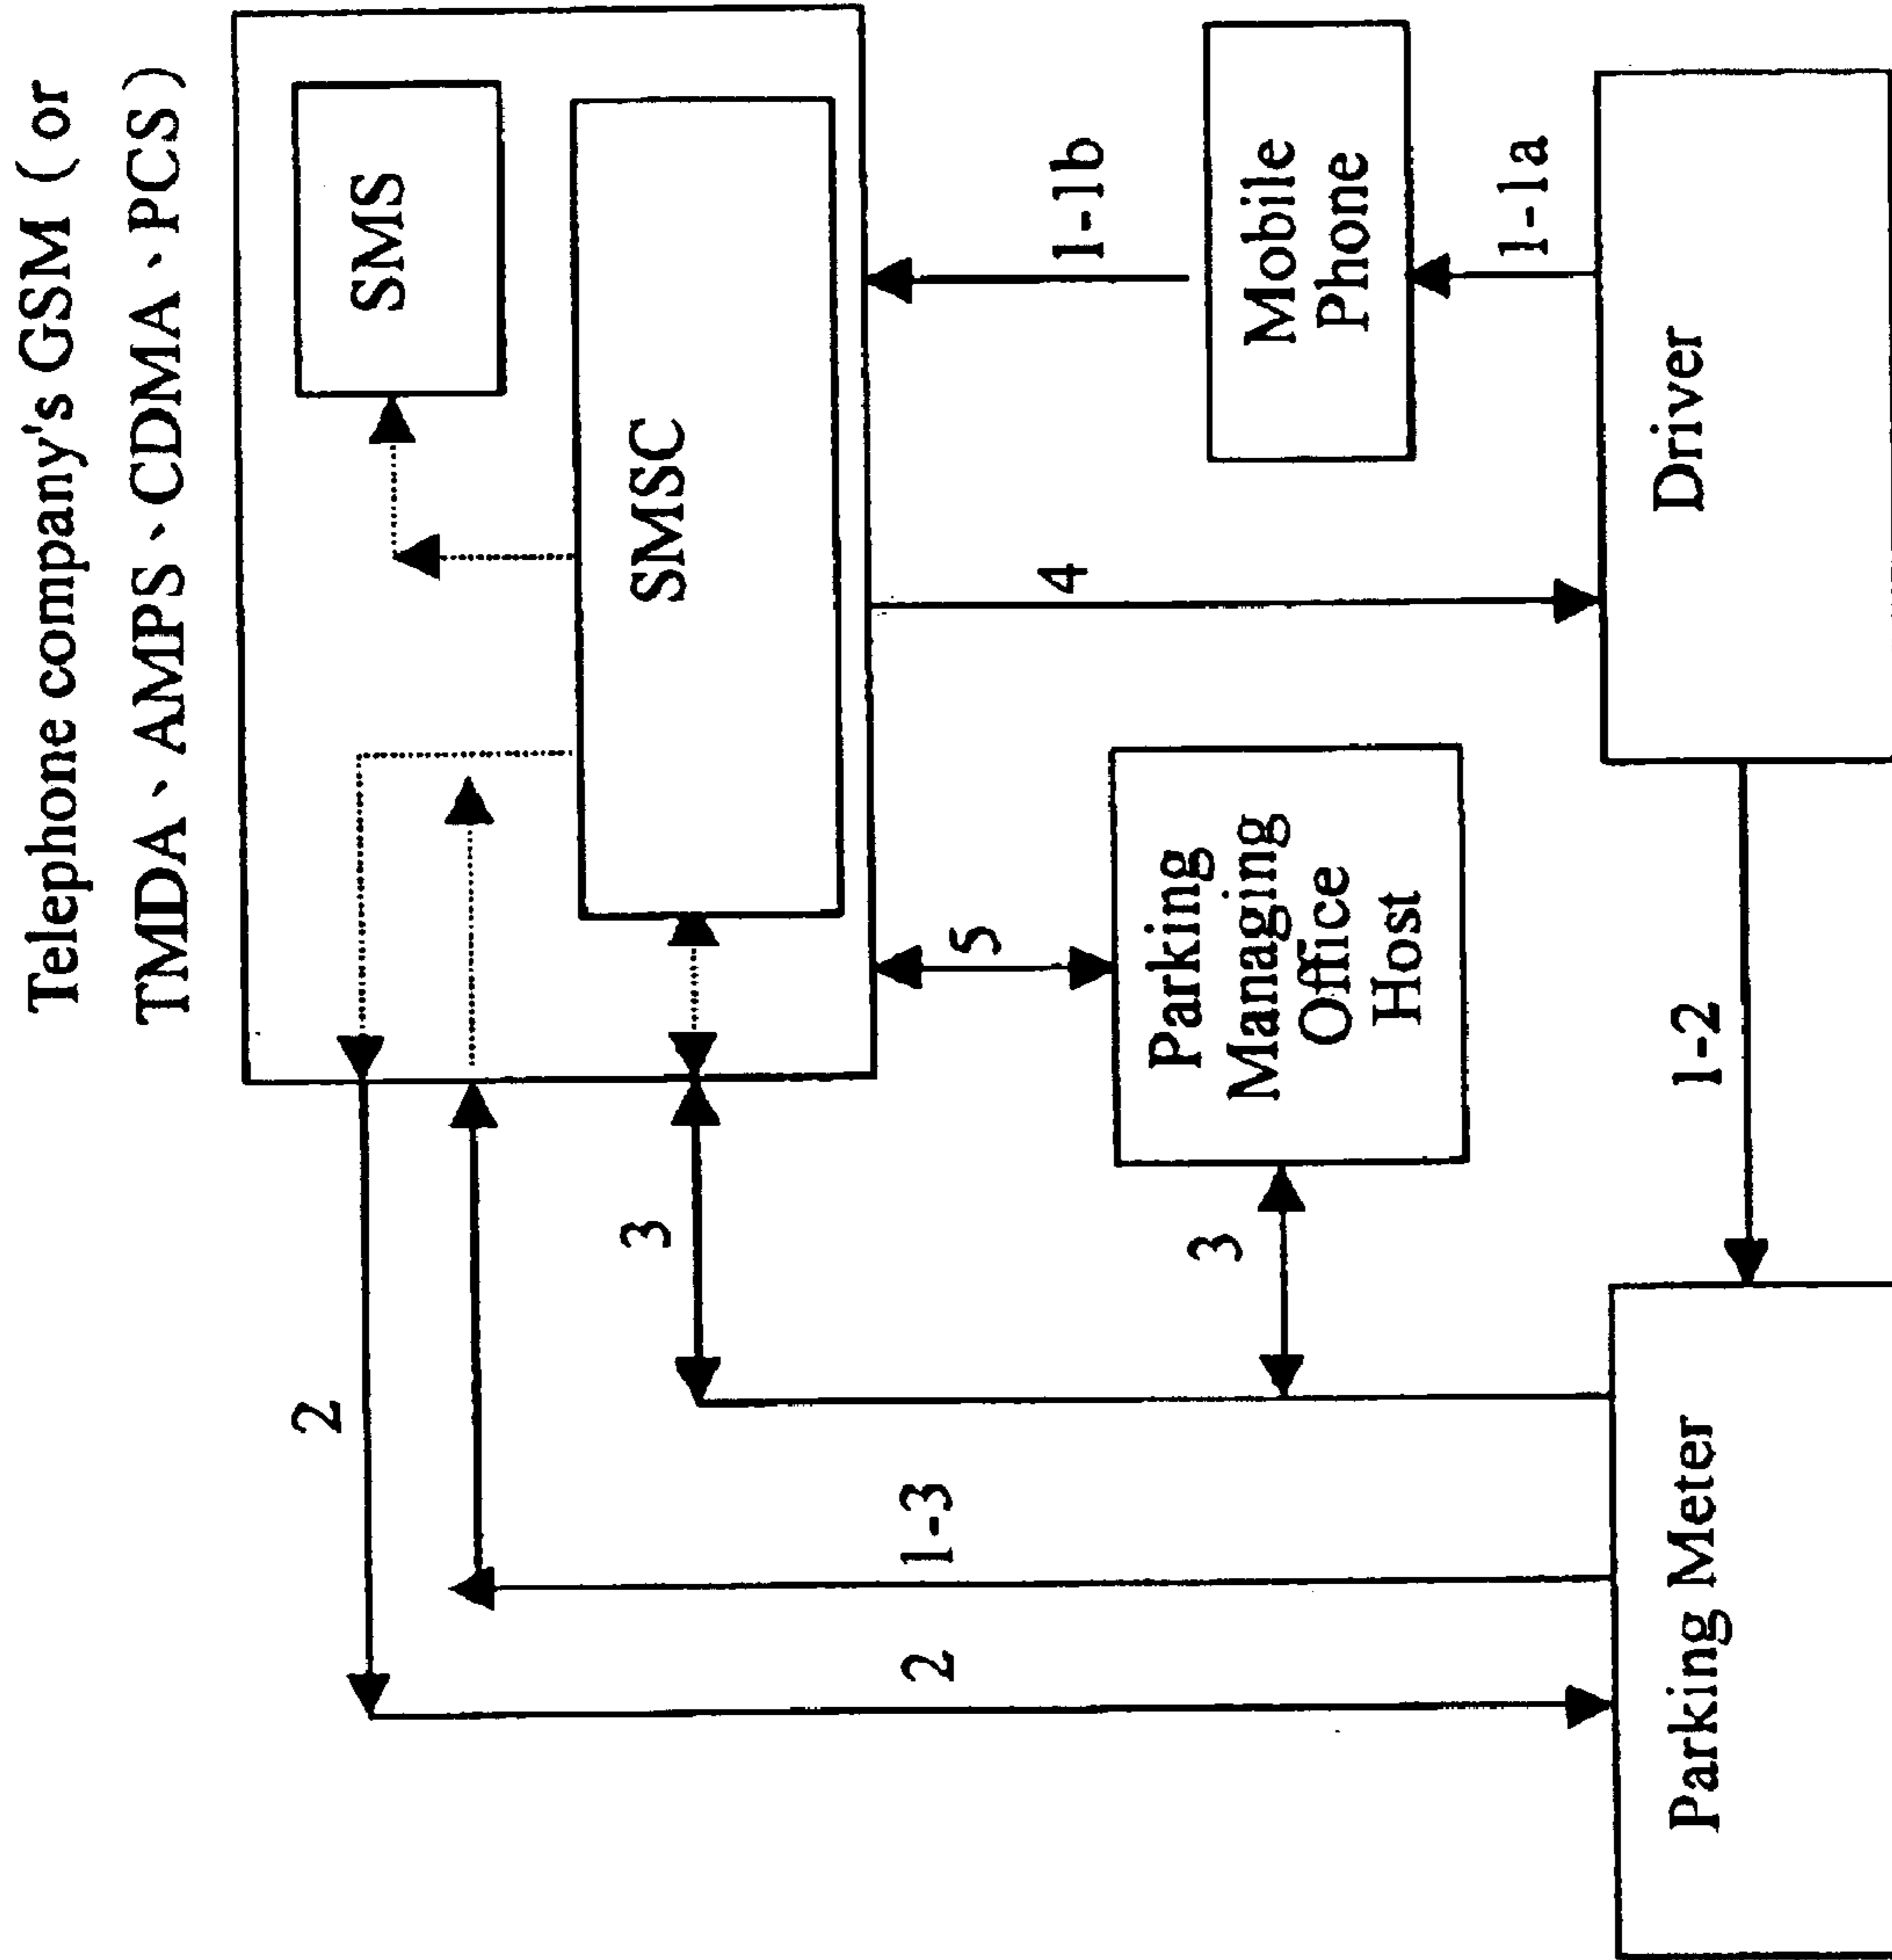 Telephone company's GSM ( or
TMDA、AMPS、CDMA、PCS )
SMS
SMSC
2
3
1-1b
4
5
Mobile
Phone
Parking
Managing
Office
Host
3
1-3
2
1-1a
1-2
Driver
Parking Meter